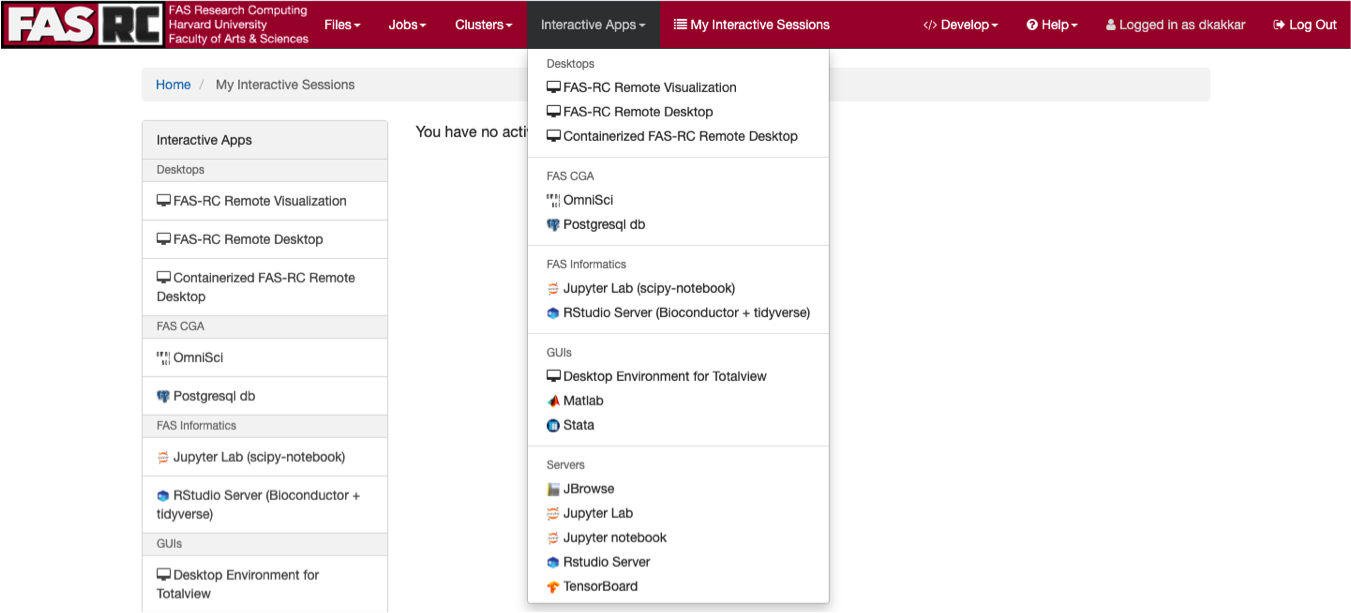 FAS RC
FAS Research Computing
Harvard University
Faculty of Arts & Sciences
Files
Jobs
Clusters
Interactive Apps
My Interactive Sessions
</> Develop
Help
Logged in as dkakkar
Log Out
Home / My Interactive Sessions
Interactive Apps
Desktops
FAS-RC Remote Visualization
FAS-RC Remote Desktop
Containerized FAS-RC Remote
Desktop
FAS CGA
OmniSci
Postgresql db
FAS Informatics
Jupyter Lab (scipy-notebook)
RStudio Server (Bioconductor +
tidyverse)
GUIs
Desktop Environment for
Totalview
You have no acti
Desktops
FAS-RC Remote Visualization
FAS-RC Remote Desktop
Containerized FAS-RC Remote Desktop
FAS CGA
OmniSci
Postgresql db
FAS Informatics
Jupyter Lab (scipy-notebook)
RStudio Server (Bioconductor + tidyverse)
GUIs
Desktop Environment for Totalview
Matlab
Stata
Servers
JBrowse
Jupyter Lab
Jupyter notebook
Rstudio Server
TensorBoard